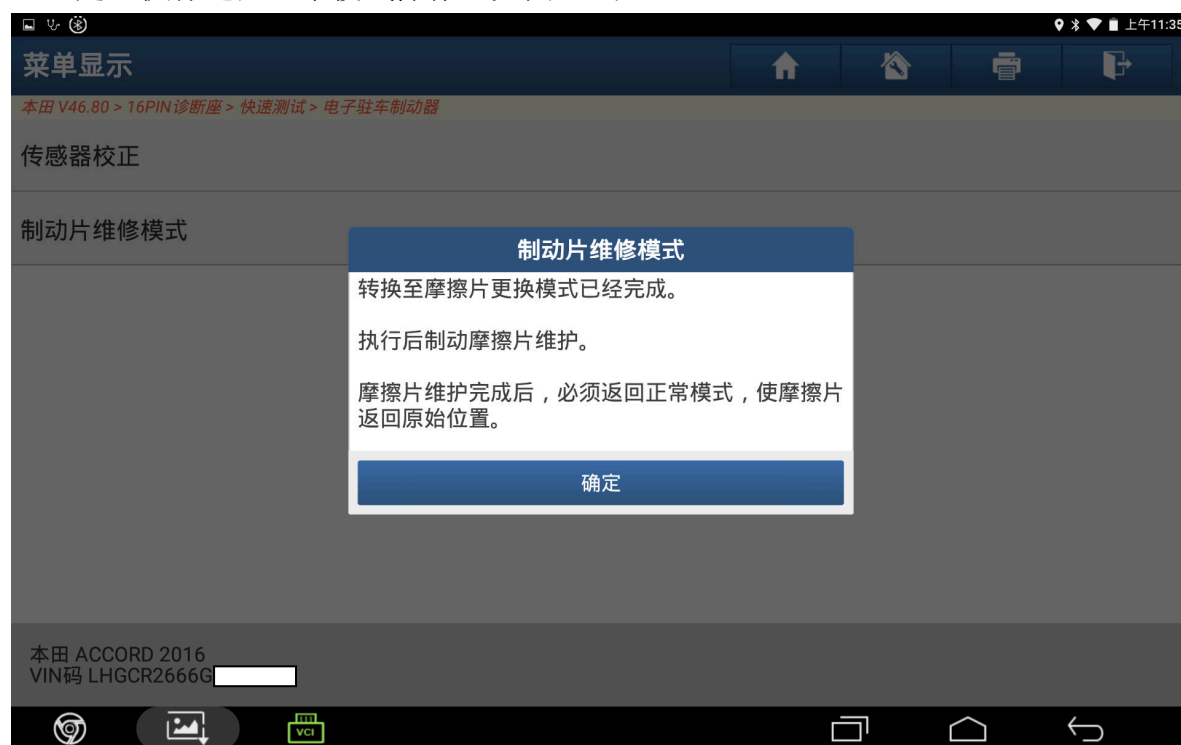 上午11:35
菜单显示
本田 V46.80 > 16PIN诊断座 > 快速测试 > 电子驻车制动器
传感器校正
制动片维修模式
制动片维修模式
转换至摩擦片更换模式已经完成。
执行后制动摩擦片维护。
摩擦片维护完成后，必须返回正常模式，使摩擦片
返回原始位置。
确定
本田 ACCORD 2016
VIN码 LHGCR2666G
VCI